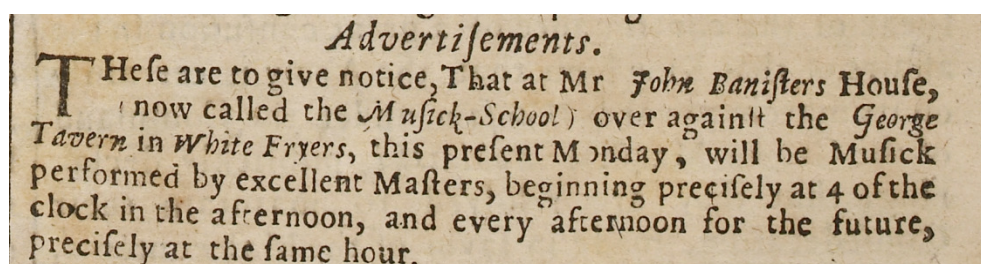 Advertiſements.
THeſe are to give notice, That at Mr John Baniſters Houſe,
(now called the Muſick-School) over againſt the George
Tavern in White Fryers, this preſent Monday, will be Muſick
performed by excellent Maſters, beginning preciſely at 4 of the
clock in the afternoon, and every afternoon for the future,
preciſely at the ſame hour.